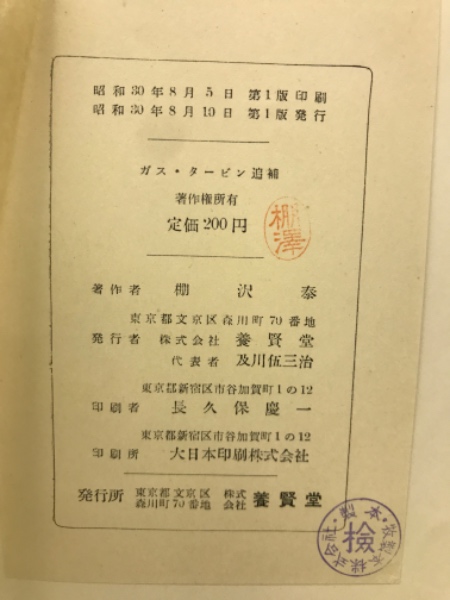 昭和30年8月5日 第1版印刷
昭和30年8月10日 第1版発行
ガス・タービン追補
著作権所有
定価200円
棚澤
著作者 棚沢泰
東京都文京区森川町70番地
発行者 株式会社 養賢堂
代表者 及川伍三治
東京都新宿区市谷加賀町1の12
印刷者 長久保慶一
東京都新宿区市谷加賀町1の12
印刷所 大日本印刷株式会社
発行所 東京都文京区森川町70番地 株式会社 養賢堂
検